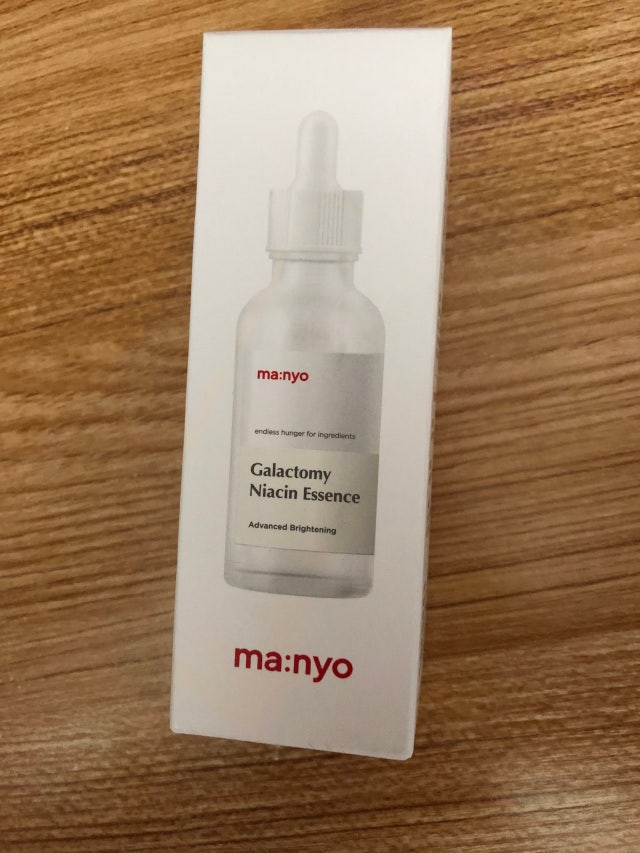 ma:nyo
endless hunger for ingredients
Galactomy
Niacin Essence
Advanced Brightening
ma:nyo